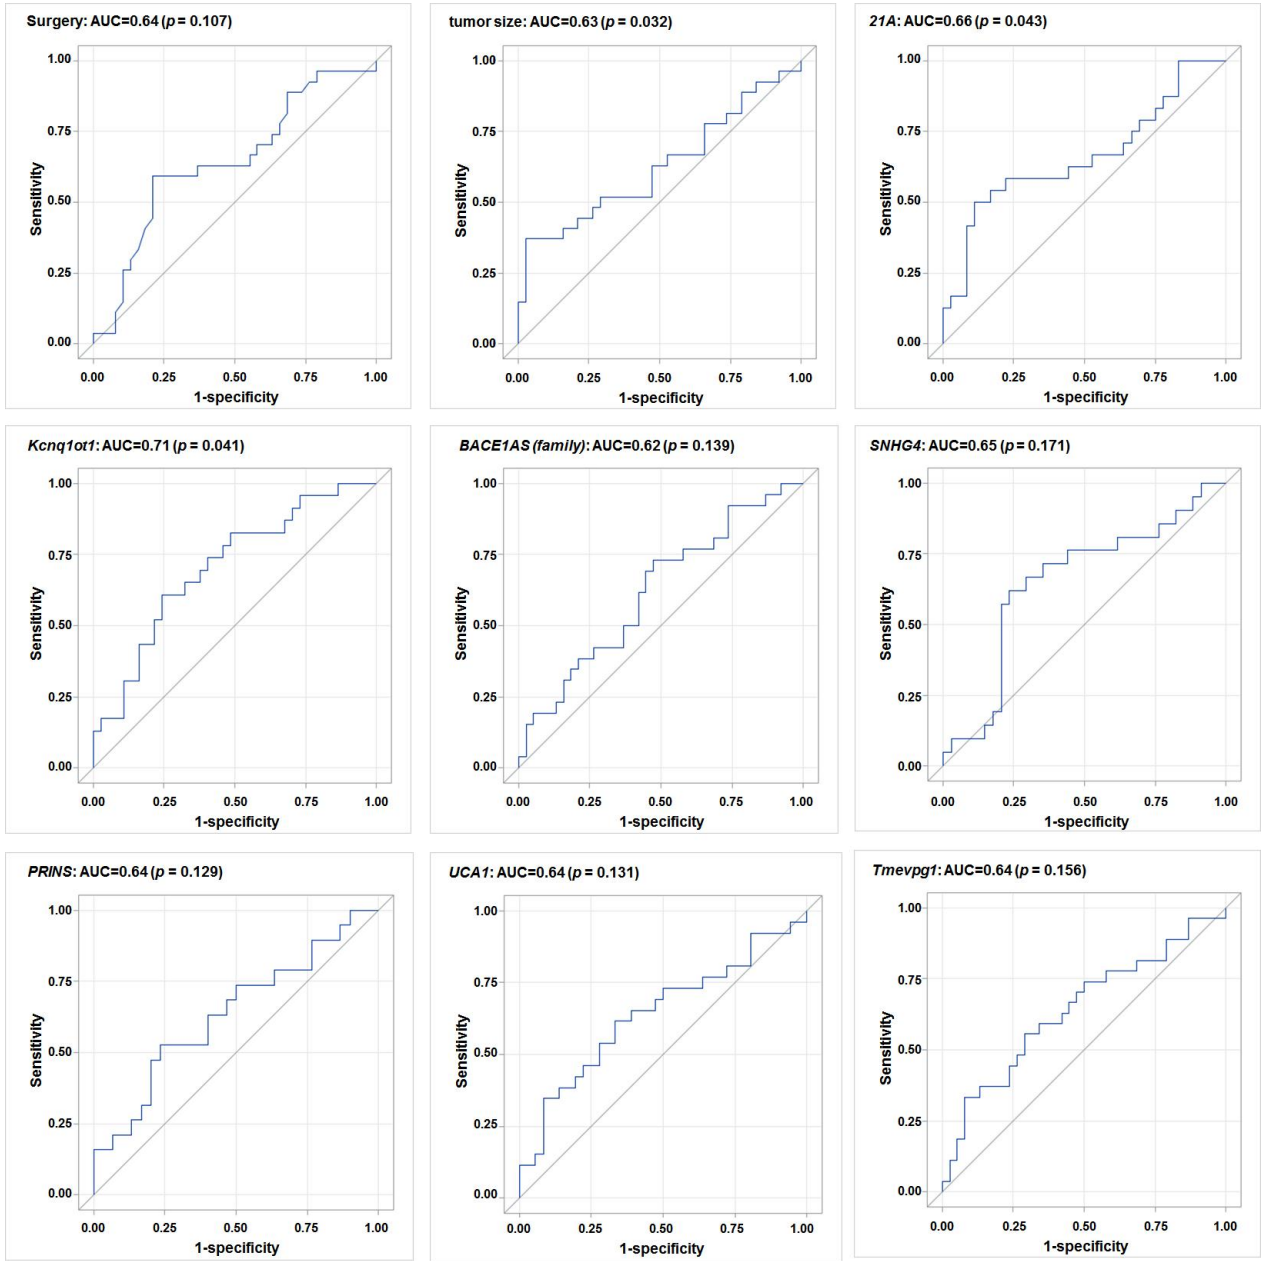 Surgery: AUC=0.64 (p = 0.107)
1.00
0.75
0.50
0.25
0.00
Sensitivity
0.00 0.25 0.50 0.75 1.00
1-specificity
tumor size: AUC=0.63 (p = 0.032)
1.00
0.75
0.50
0.25
0.00
Sensitivity
0.00 0.25 0.50 0.75 1.00
1-specificity
21A: AUC=0.66 (p = 0.043)
1.00
0.75
0.50
0.25
0.00
Sensitivity
0.00 0.25 0.50 0.75 1.00
1-specificity
Kcnq1ot1: AUC=0.71 (p = 0.041)
1.00
0.75
0.50
0.25
0.00
Sensitivity
0.00 0.25 0.50 0.75 1.00
1-specificity
BACE1AS (family): AUC=0.62 (p = 0.139)
1.00
0.75
0.50
0.25
0.00
Sensitivity
0.00 0.25 0.50 0.75 1.00
1-specificity
SNHG4: AUC=0.65 (p = 0.171)
1.00
0.75
0.50
0.25
0.00
Sensitivity
0.00 0.25 0.50 0.75 1.00
1-specificity
PRINS: AUC=0.64 (p = 0.129)
1.00
0.75
0.50
0.25
0.00
Sensitivity
0.00 0.25 0.50 0.75 1.00
1-specificity
UCA1: AUC=0.64 (p = 0.131)
1.00
0.75
0.50
0.25
0.00
Sensitivity
0.00 0.25 0.50 0.75 1.00
1-specificity
Tmevpg1: AUC=0.64 (p = 0.156)
1.00
0.75
0.50
0.25
0.00
Sensitivity
0.00 0.25 0.50 0.75 1.00
1-specificity